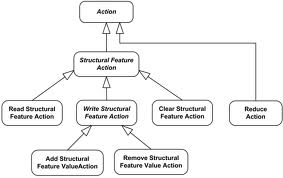 Action
Structural Feature
Action
Read Structural
Feature Action
Write Structural
Feature Action
Clear Structural
Feature Action
Reduce
Action
Add Structural
Feature ValueAction
Remove Structural
Feature Value Action